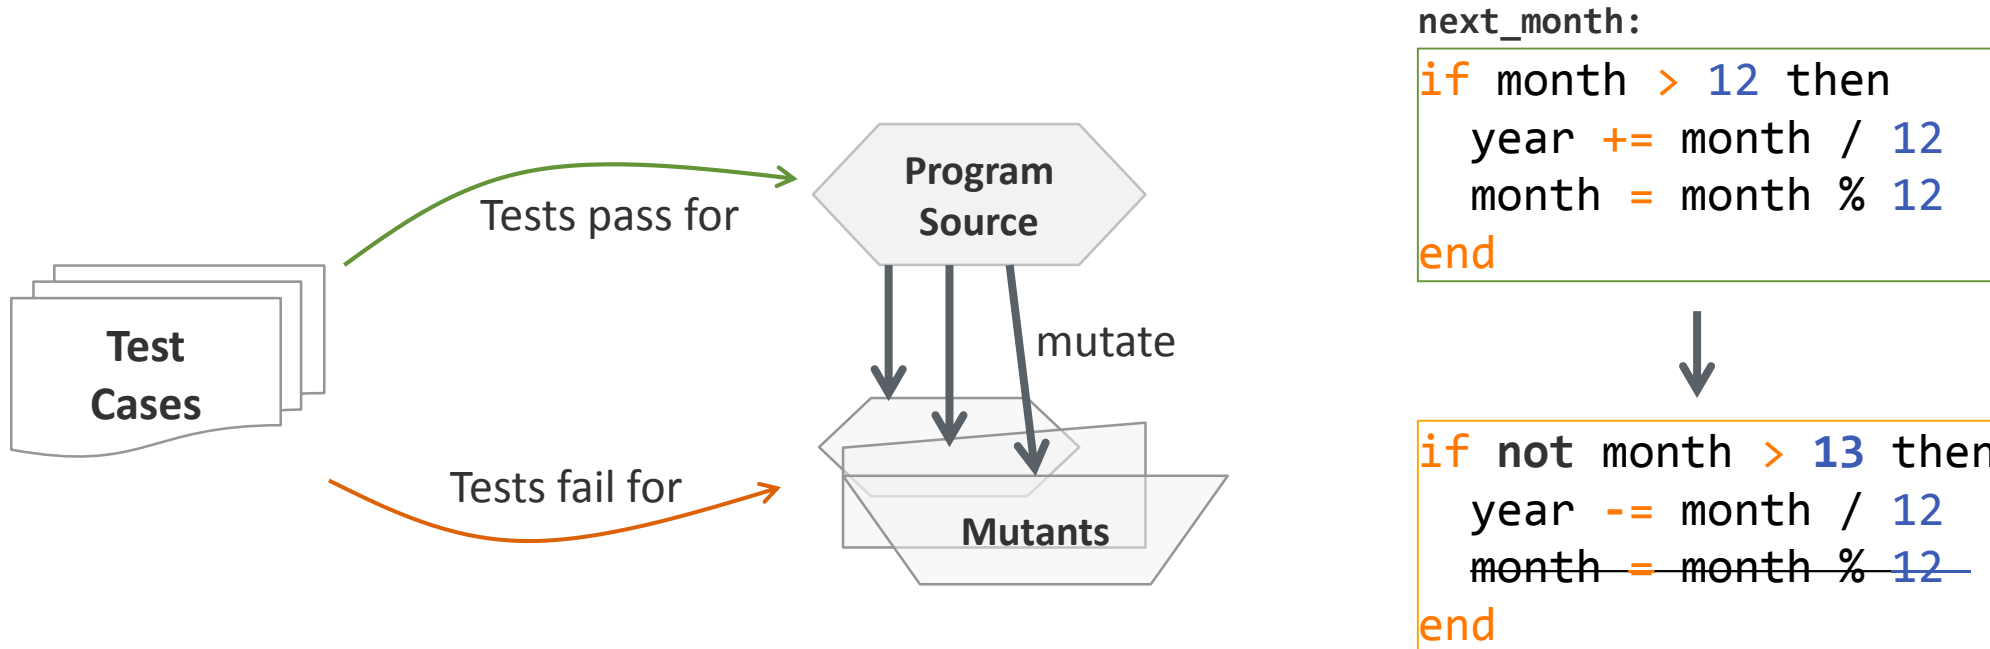 Test
Cases
Tests pass for
Tests fail for
Program
Source
mutate
Mutants
next_month:
if month > 12 then
year += month / 12
month = month % 12
end
if not month > 13 then
year -= month / 12
month = month % 12
end